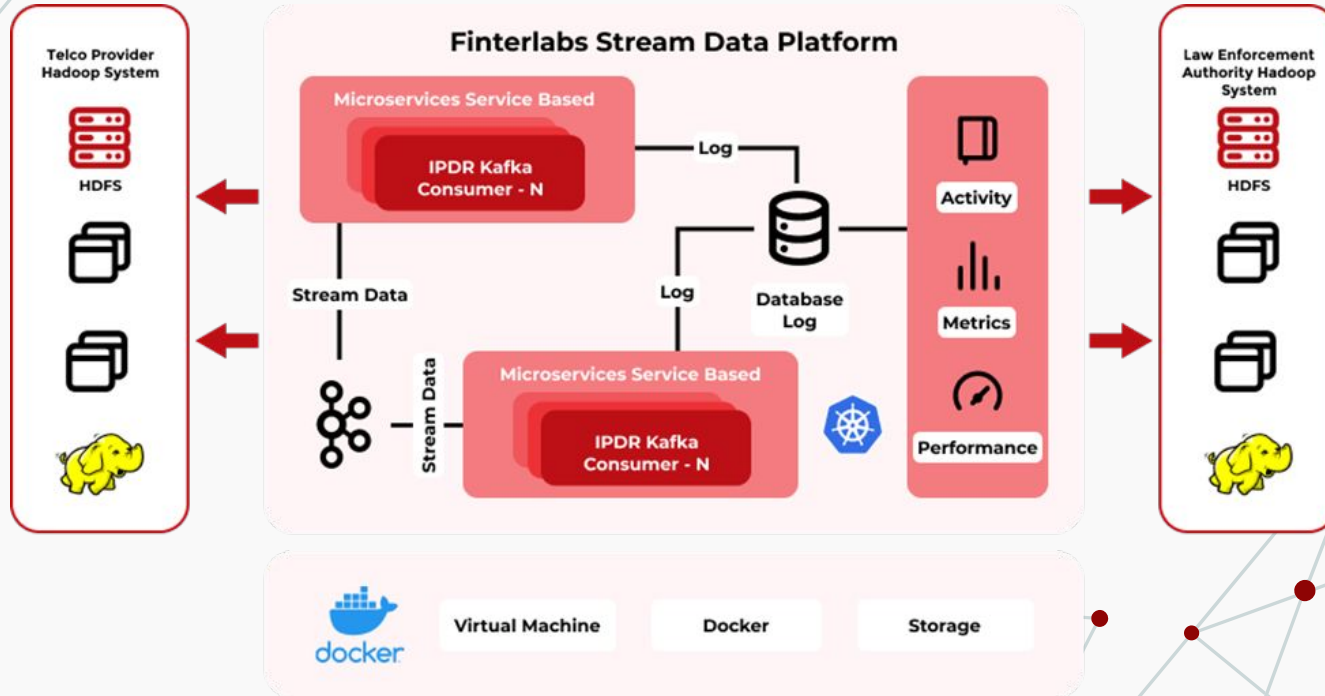 Telco Provider
Hadoop System
HDFS
Finterlabs Stream Data Platform
Microservices Service Based
IPDR Kafka
Consumer - N
Log
Stream Data
Stream Data
Microservices Service Based
IPDR Kafka
Consumer - N
Log
Database
Log
Activity
Metrics
Performance
Law Enforcement
Authority Hadoop
System
HDFS
docker
Virtual Machine
Docker
Storage